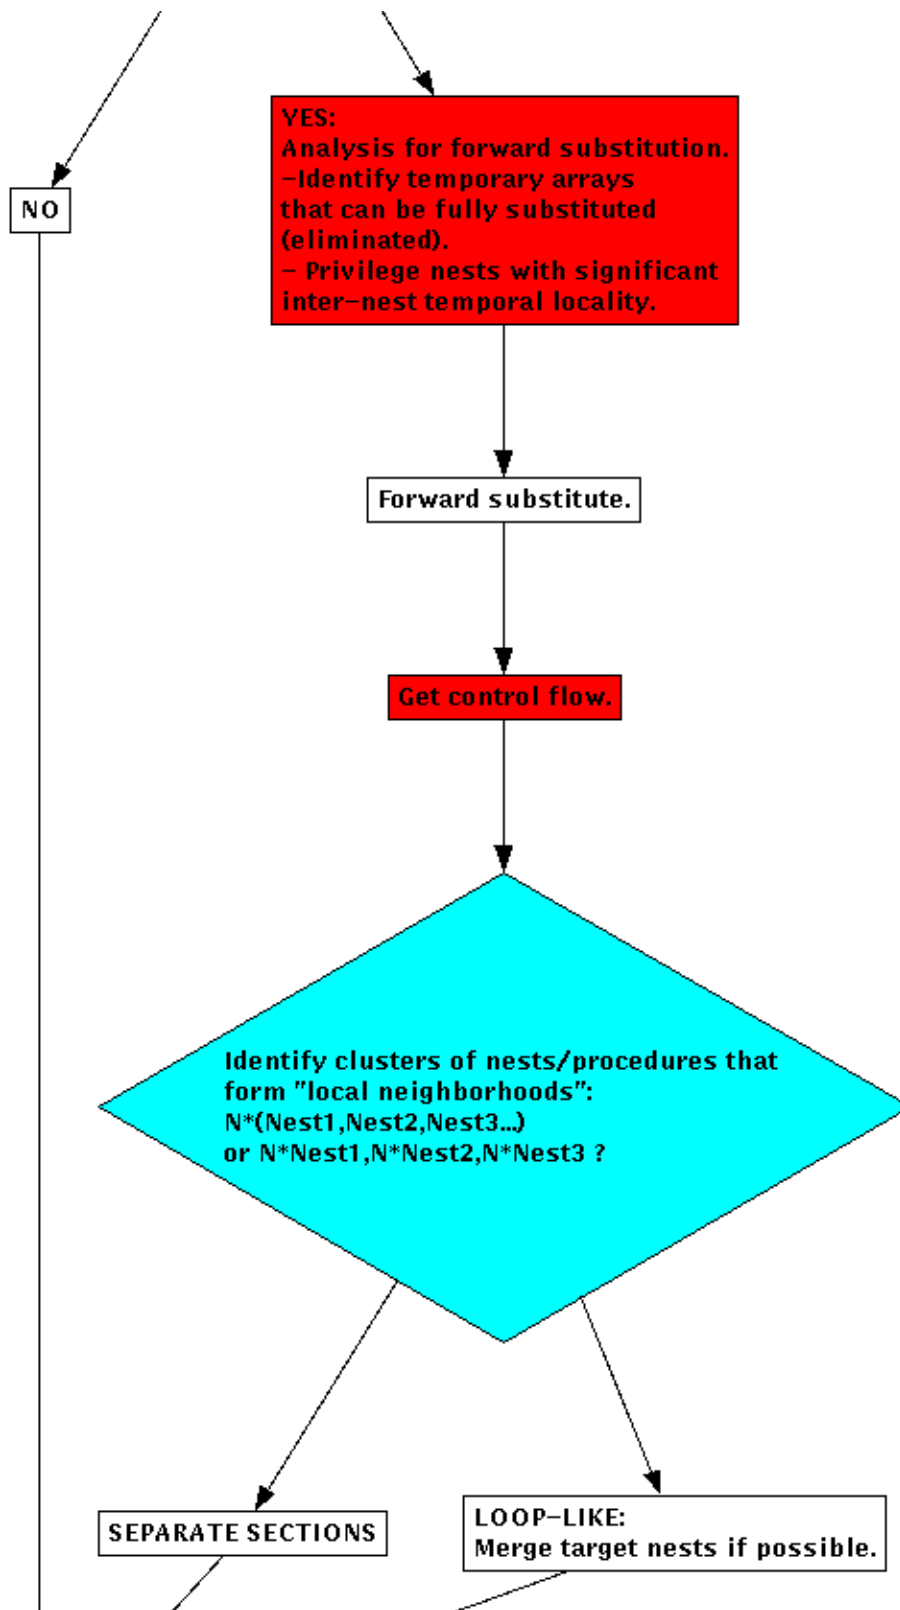 YES:
Analysis for forward substitution.
-Identify temporary arrays
that can be fully substituted
(eliminated).
- Privilege nests with significant
inter-nest temporal locality.
NO
Forward substitute.
Get control flow.
Identify clusters of nests/procedures that
form "local neighborhoods":
N*(Nest1,Nest2,Nest3...)
or N*Nest1,N*Nest2,N*Nest3 ?
SEPARATE SECTIONS
LOOP-LIKE:
Merge target nests if possible.